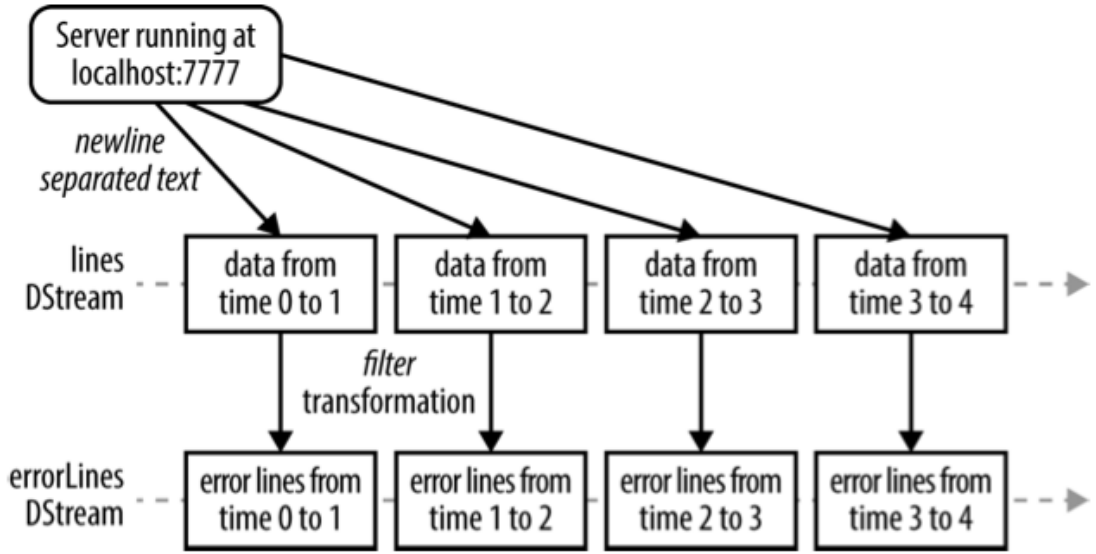 Server running at
localhost:7777
newline
separated text
lines
DStream
data from
time 0 to 1
data from
time 1 to 2
data from
time 2 to 3
data from
time 3 to 4
filter
transformation
errorLines
DStream
error lines from
time 0 to 1
error lines from
time 1 to 2
error lines from
time 2 to 3
error lines from
time 3 to 4